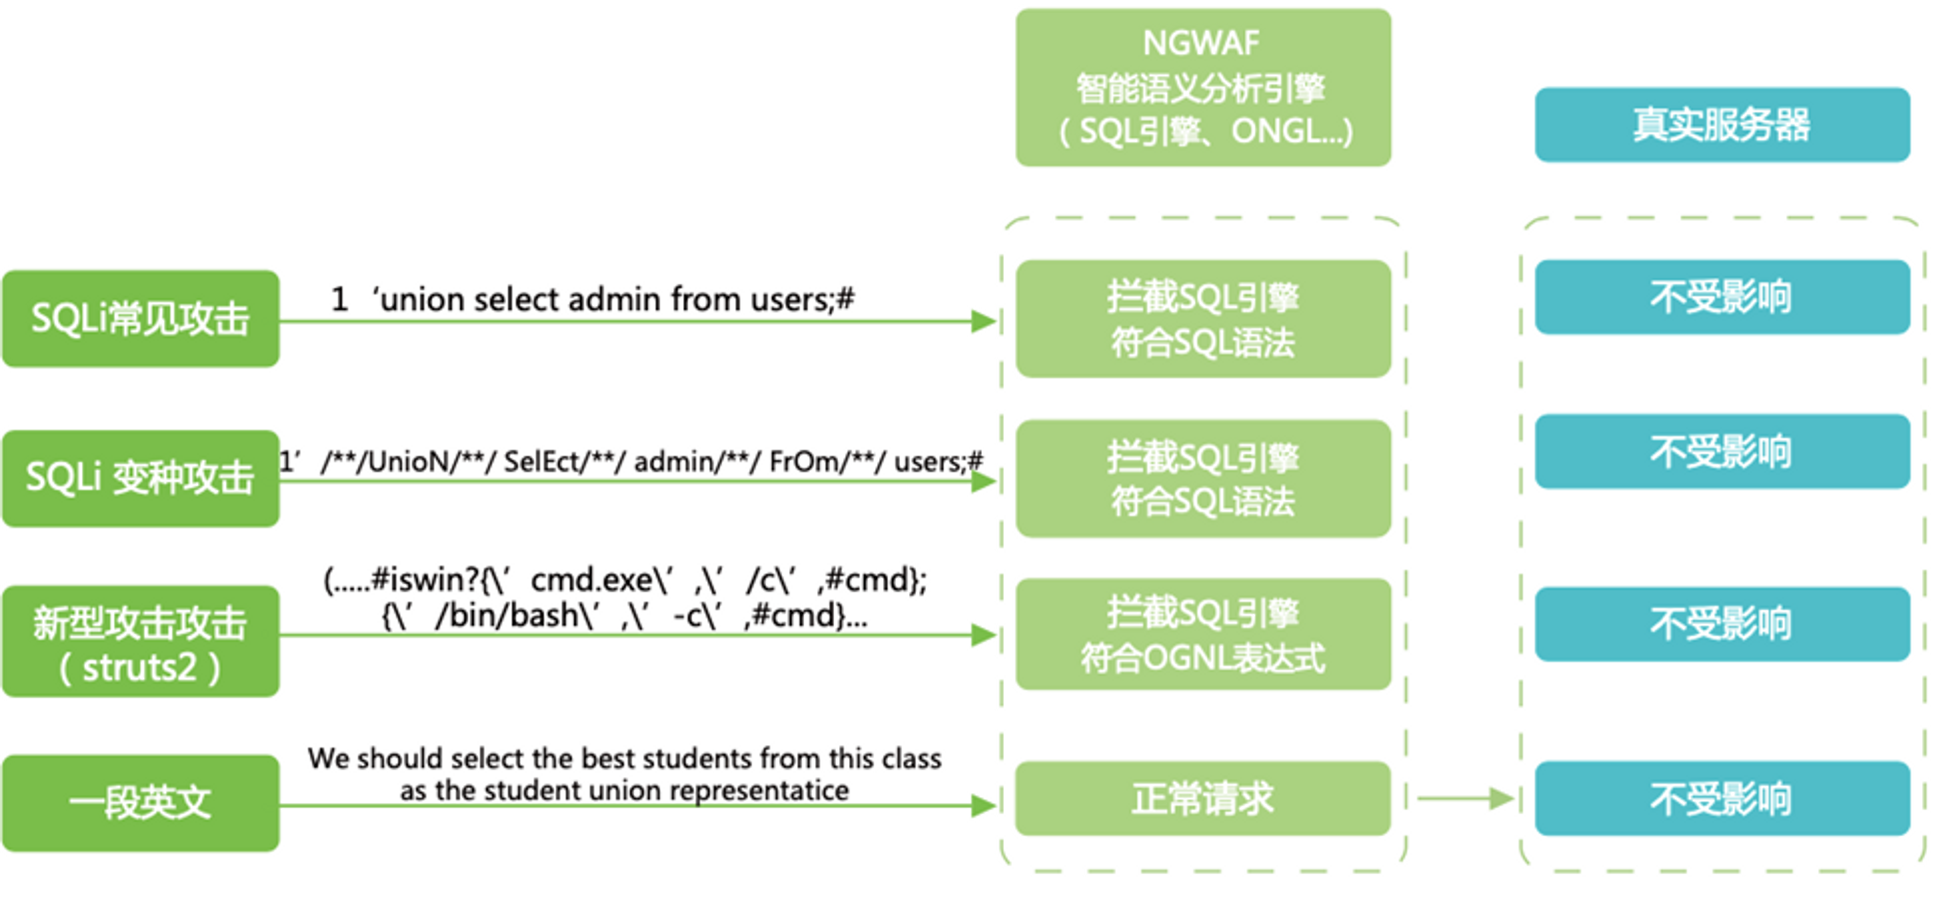 NGWAF
智能语义分析引擎
( SQL引擎、ONGL...)
真实服务器
SQLi常见攻击
1 ‘union select admin from users;#
拦截SQL引擎
符合SQL语法
不受影响
SQLi 变种攻击
1’ /**/UnioN/**/ SelEct/**/ admin/**/ FrOm/**/ users;#
拦截SQL引擎
符合SQL语法
不受影响
新型攻击攻击
( struts2 )
(.....#iswin?{\’ cmd.exe\’ ,\’ /c\’ ,#cmd};
{\’ /bin/bash\’ ,\’ -c\’ ,#cmd}...
拦截SQL引擎
符合OGNL表达式
不受影响
一段英文
We should select the best students from this class
as the student union representatice
正常请求
不受影响